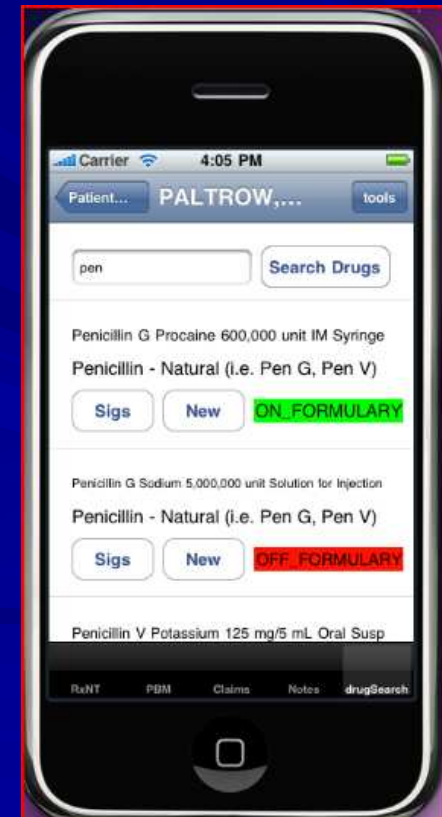 Carrier 4:05 PM
Patient... PALTROW,... tools
pen Search Drugs
Penicillin G Procaine 600,000 unit IM Syringe
Penicillin - Natural (i.e. Pen G, Pen V)
Sigs New ON_FORMULARY
Penicillin G Sodium 5,000,000 unit Solution for Injection
Penicillin - Natural (i.e. Pen G, Pen V)
Sigs New OFF_FORMULARY
Penicillin V Potassium 125 mg/5 mL Oral Susp
RxNT PBM Claims Notes drugSearch